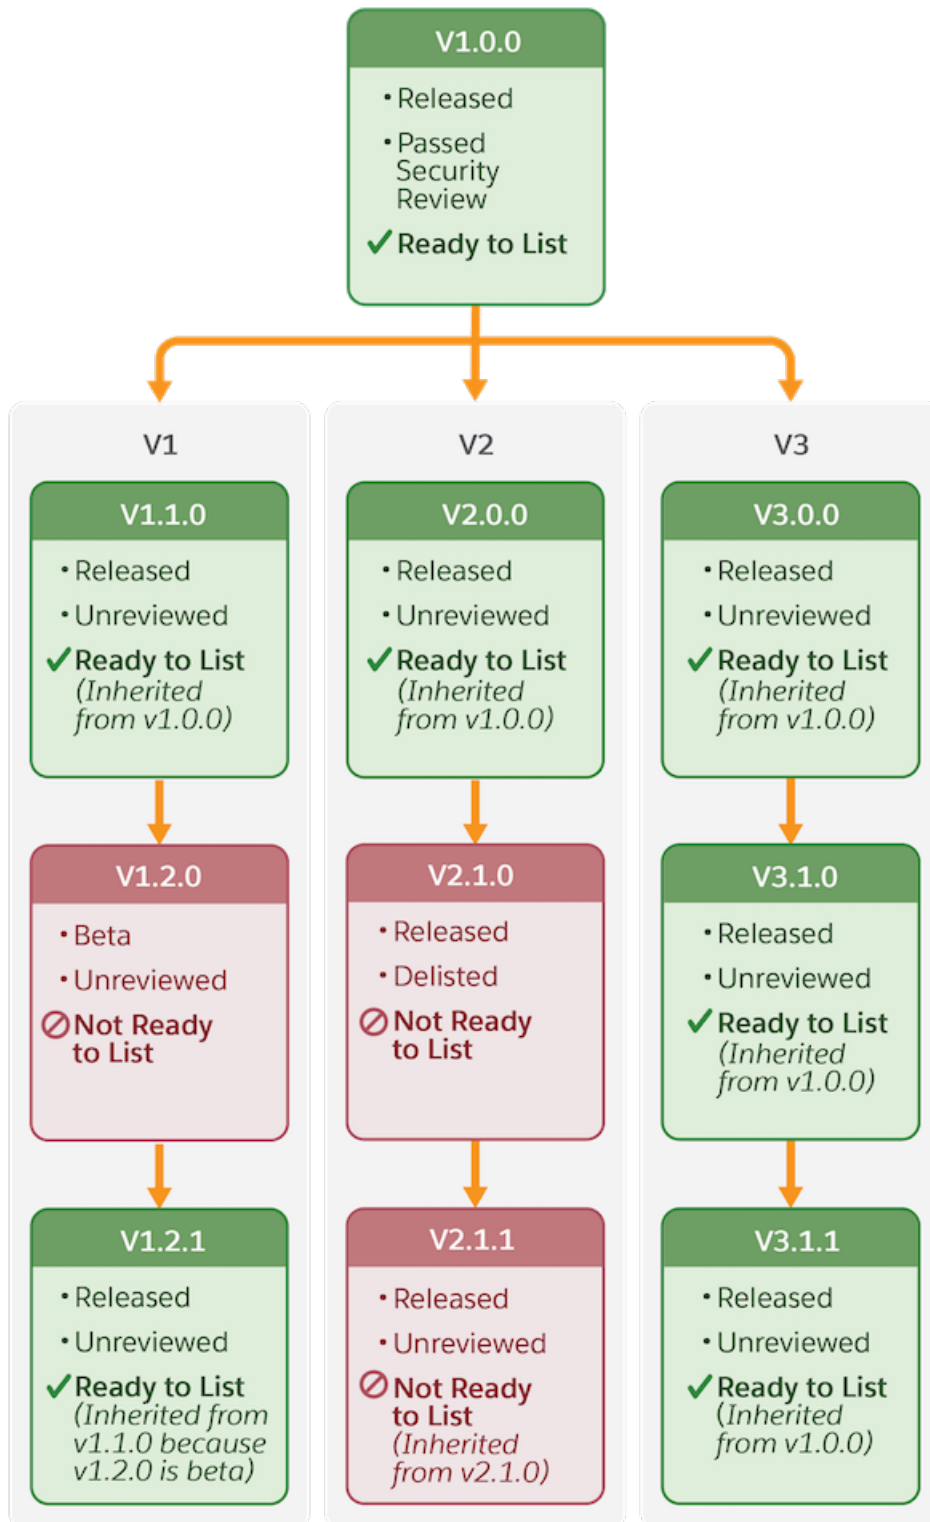 V1.0.0
• Released
• Passed
Security
Review
Ready to List
V1
V1.1.0
• Released
• Unreviewed
Ready to List
(Inherited
from v1.0.0)
V1.2.0
• Beta
• Unreviewed
Not Ready
to List
V1.2.1
• Released
• Unreviewed
Ready to List
(Inherited from
v1.1.0 because
v1.2.0 is beta)
V2
V2.0.0
• Released
• Unreviewed
Ready to List
(Inherited
from v1.0.0)
V2.1.0
• Released
• Delisted
Not Ready
to List
V2.1.1
• Released
• Unreviewed
Not Ready
to List
(Inherited
from v2.1.0)
V3
V3.0.0
• Released
• Unreviewed
Ready to List
(Inherited
from v1.0.0)
V3.1.0
• Released
• Unreviewed
Ready to List
(Inherited
from v1.0.0)
V3.1.1
• Released
• Unreviewed
Ready to List
(Inherited
from v1.0.0)